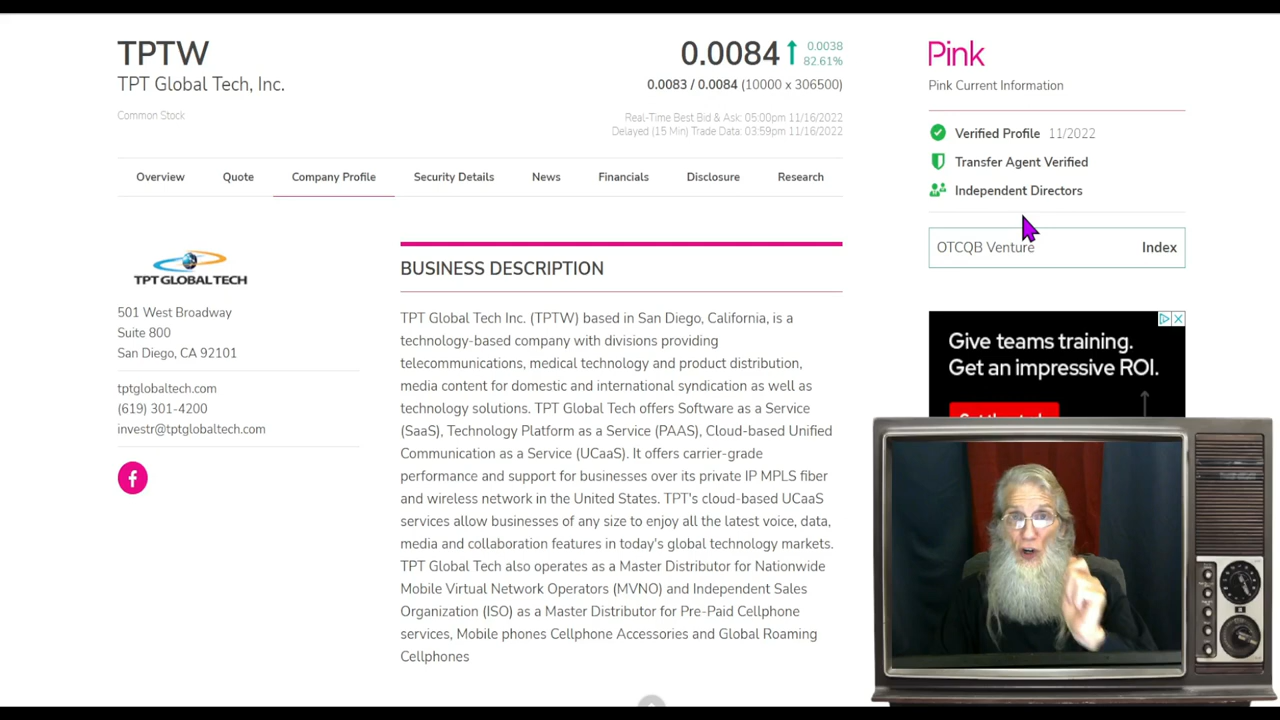 TPTW
TPT Global Tech, Inc.
Common Stock
0.0084
0.0038
82.61%
0.0083 / 0.0084 (10000 x 306500)
Real-Time Best Bid & Ask: 05:00pm 11/16/2022
Delayed (15 Min) Trade Data: 03:59pm 11/16/2022
Overview
Quote
Company Profile
Security Details
News
Financials
Disclosure
Research
Pink
Pink Current Information
Verified Profile 11/2022
Transfer Agent Verified
Independent Directors
OTCQB Venture Index
TPT GLOBAL TECH
501 West Broadway
Suite 800
San Diego, CA 92101
tptglobaltech.com
(619) 301-4200
investr@tptglobaltech.com
BUSINESS DESCRIPTION
TPT Global Tech Inc. (TPTW) based in San Diego, California, is a
technology-based company with divisions providing
telecommunications, medical technology and product distribution,
media content for domestic and international syndication as well as
technology solutions. TPT Global Tech offers Software as a Service
(SaaS), Technology Platform as a Service (PAAS), Cloud-based Unified
Communication as a Service (UCaaS). It offers carrier-grade
performance and support for businesses over its private IP MPLS fiber
and wireless network in the United States. TPT's cloud-based UCaaS
services allow businesses of any size to enjoy all the latest voice, data,
media and collaboration features in today's global technology markets.
TPT Global Tech also operates as a Master Distributor for Nationwide
Mobile Virtual Network Operators (MVNO) and Independent Sales
Organization (ISO) as a Master Distributor for Pre-Paid Cellphone
services, Mobile phones Cellphone Accessories and Global Roaming
Cellphones
Give teams training.
Get an impressive ROI.